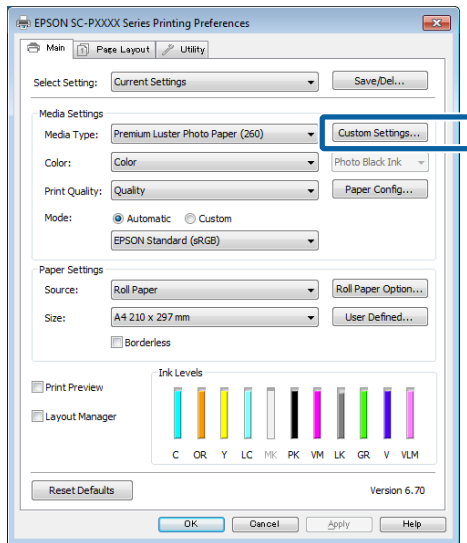 EPSON SC-PXXXX Series Printing Preferences
Main Page Layout Utility
Select Setting: Current Settings Save/Del...
Media Settings
Media Type: Premium Luster Photo Paper (260) Custom Settings...
Color: Color Photo Black Ink
Print Quality: Quality Paper Config...
Mode: Automatic Custom
EPSON Standard (sRGB)
Paper Settings
Source: Roll Paper Roll Paper Option...
Size: A4 210 x 297 mm User Defined...
Borderless
Ink Levels
Print Preview
Layout Manager
C OR Y LC MK PK VM LK GR V VLM
Reset Defaults Version 6.70
OK Cancel Apply Help